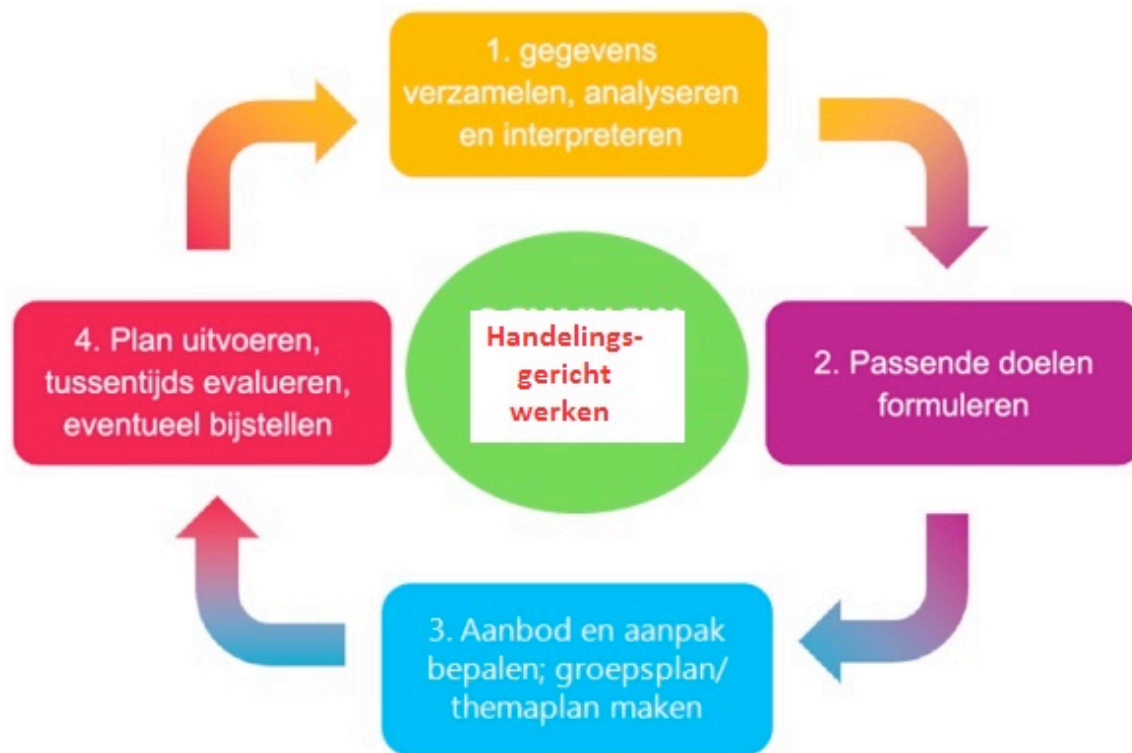 1. gegevens
verzamelen, analyseren
en interpreteren
Handelings-
gericht
werken
4. Plan uitvoeren,
tussentijds evalueren,
eventueel bijstellen
2. Passende doelen
formuleren
3. Aanbod en aanpak
bepalen; groepsplan/
themaplan maken